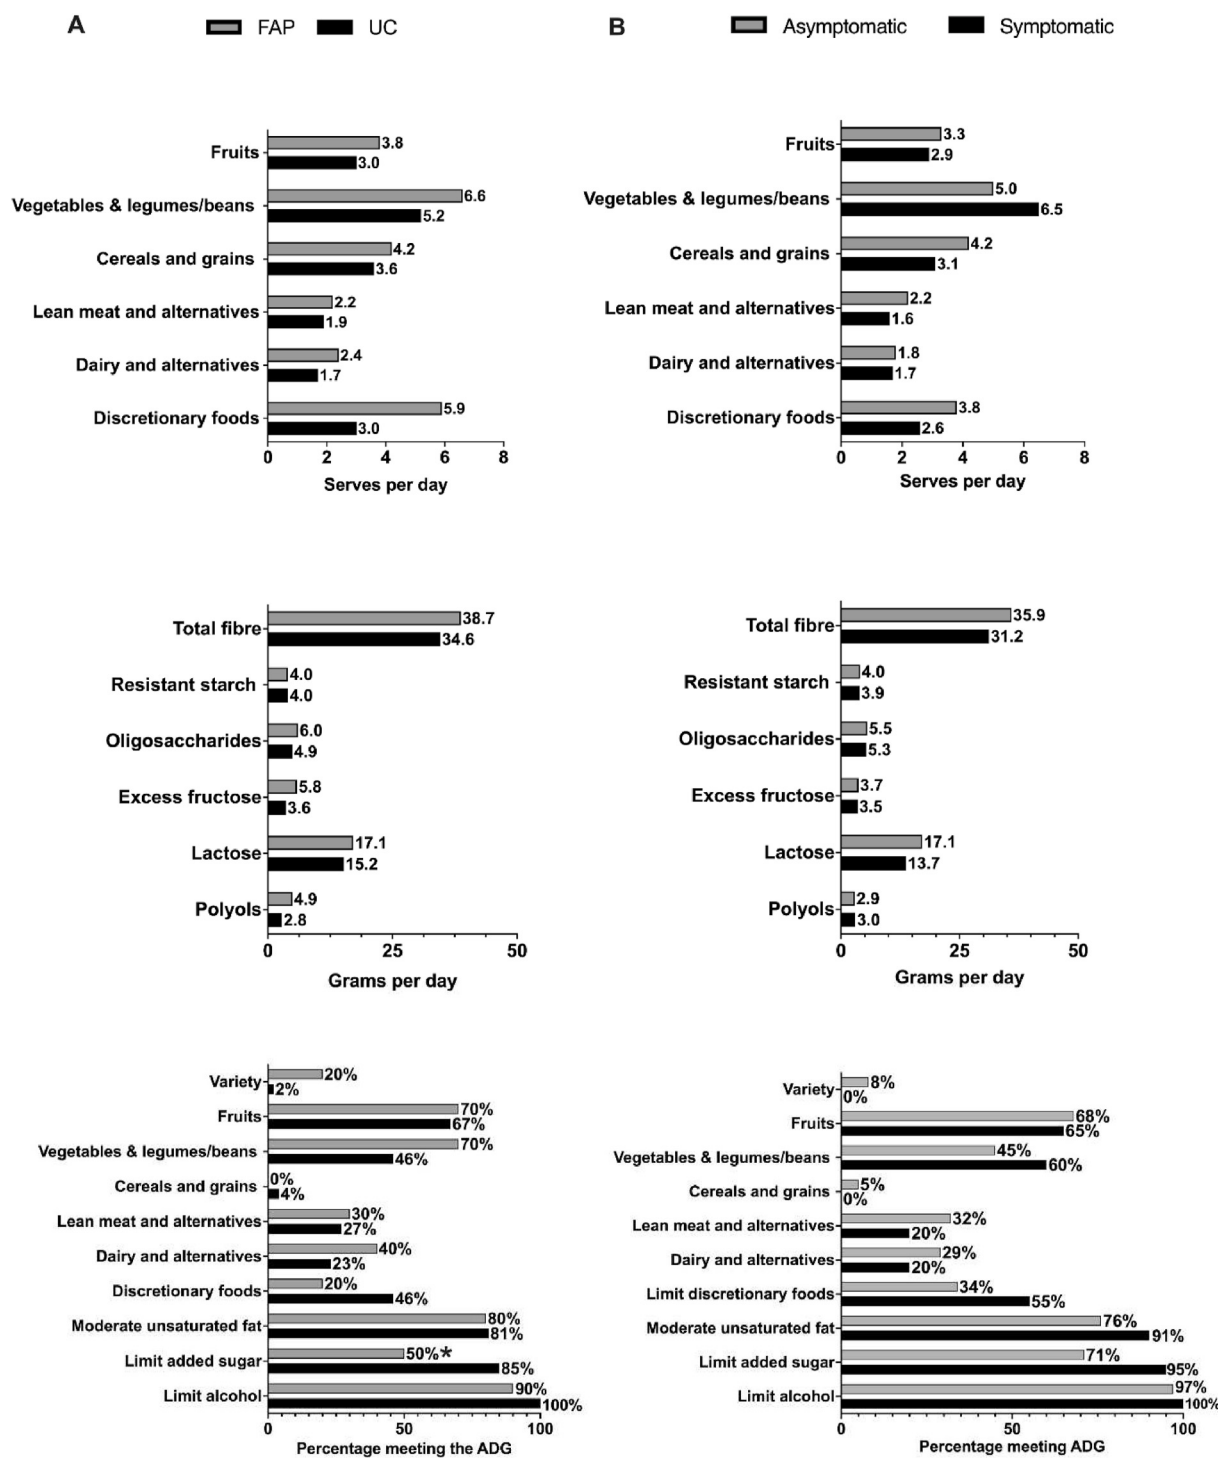 A
FAP
UC
Fruits
3.8
3.0
Vegetables & legumes/beans
6.6
5.2
Cereals and grains
4.2
3.6
Lean meat and alternatives
2.2
1.9
Dairy and alternatives
2.4
1.7
Discretionary foods
5.9
3.0
0 2 4 6 8
Serves per day
Total fibre
38.7
34.6
Resistant starch
4.0
4.0
Oligosaccharides
6.0
4.9
Excess fructose
5.8
3.6
Lactose
17.1
15.2
Polyols
4.9
2.8
0 25 50
Grams per day
Variety
20%
2%
Fruits
70%
67%
Vegetables & legumes/beans
70%
46%
Cereals and grains
0%
4%
Lean meat and alternatives
30%
27%
Dairy and alternatives
40%
23%
Discretionary foods
20%
46%
Moderate unsaturated fat
80%
81%
Limit added sugar
50%*
85%
Limit alcohol
90%
100%
0 50 100
Percentage meeting the ADG
B
Asymptomatic
Symptomatic
Fruits
3.3
2.9
Vegetables & legumes/beans
5.0
6.5
Cereals and grains
4.2
3.1
Lean meat and alternatives
2.2
1.6
Dairy and alternatives
1.8
1.7
Discretionary foods
3.8
2.6
0 2 4 6 8
Serves per day
Total fibre
35.9
31.2
Resistant starch
4.0
3.9
Oligosaccharides
5.5
5.3
Excess fructose
3.7
3.5
Lactose
17.1
13.7
Polyols
2.9
3.0
0 25 50
Grams per day
Variety
8%
0%
Fruits
68%
65%
Vegetables & legumes/beans
45%
60%
Cereals and grains
5%
0%
Lean meat and alternatives
32%
20%
Dairy and alternatives
29%
20%
Limit discretionary foods
34%
55%
Moderate unsaturated fat
76%
91%
Limit added sugar
71%
95%
Limit alcohol
97%
100%
0 50 100
Percentage meeting ADG